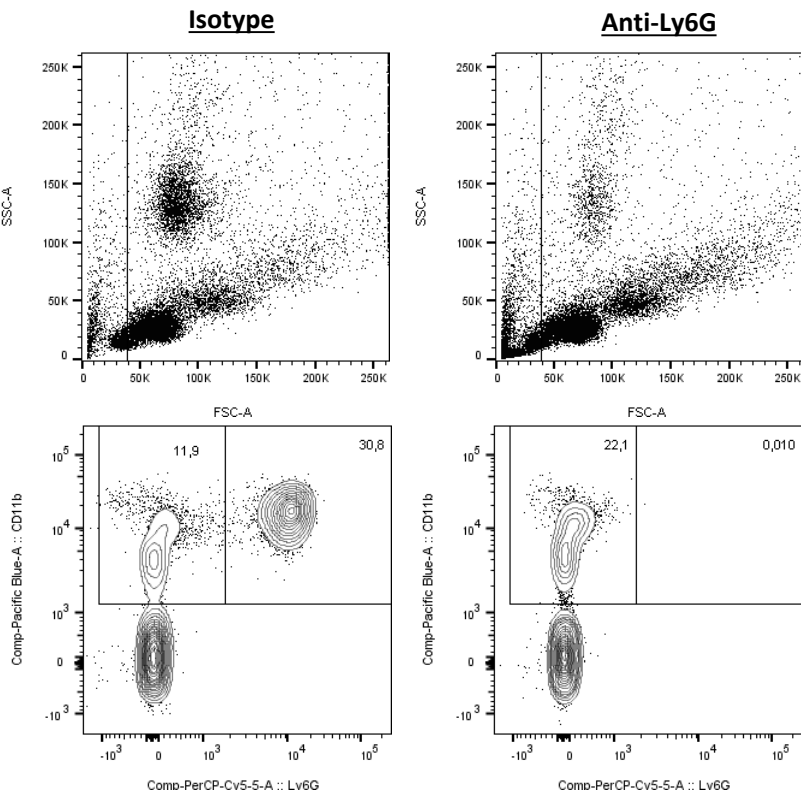 Isotype
Anti-Ly6G
250K
200K
150K
100K
50K
0
SSC-A
0 50K 100K 150K 200K 250K
FSC-A
250K
200K
150K
100K
50K
0
SSC-A
0 50K 100K 150K 200K 250K
FSC-A
11,9
30,8
10^5
10^4
10^3
0
-10^3
Comp-Pacific Blue-A :: CD11b
-10^3 0 10^3 10^4 10^5
Comp-PerCP-Cy5-5-A :: Ly6G
22,1
0,010
10^5
10^4
10^3
0
-10^3
Comp-Pacific Blue-A :: CD11b
-10^3 0 10^3 10^4 10^5
Comp-PerCP-Cy5-5-A :: Ly6G